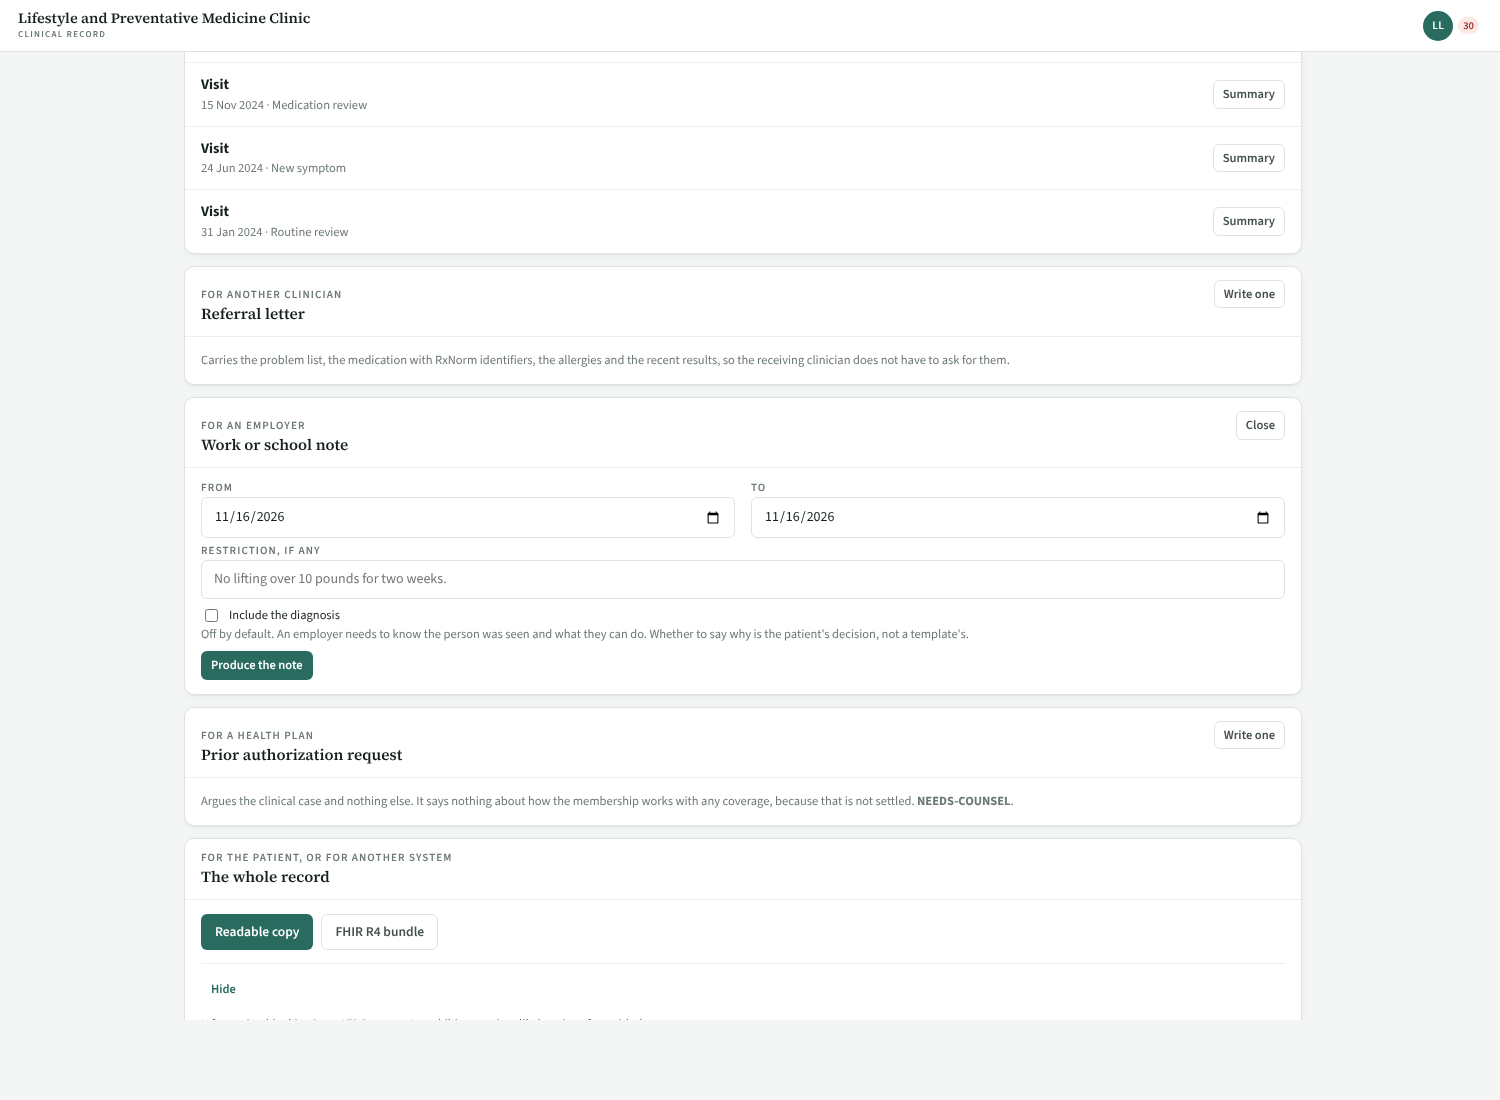 Lifestyle and Preventative Medicine Clinic
CLINICAL RECORD
LL
30
Visit
15 Nov 2024 · Medication review
Summary
Visit
24 Jun 2024 · New symptom
Summary
Visit
31 Jan 2024 · Routine review
Summary
FOR ANOTHER CLINICIAN
Referral letter
Write one
Carries the problem list, the medication with RxNorm identifiers, the allergies and the recent results, so the receiving clinician does not have to ask for them.
FOR AN EMPLOYER
Work or school note
Close
FROM
11/16/2026
TO
11/16/2026
RESTRICTION, IF ANY
No lifting over 10 pounds for two weeks.
Include the diagnosis
Off by default. An employer needs to know the person was seen and what they can do. Whether to say why is the patient's decision, not a template's.
Produce the note
FOR A HEALTH PLAN
Prior authorization request
Write one
Argues the clinical case and nothing else. It says nothing about how the membership works with any coverage, because that is not settled. NEEDS-COUNSEL.
FOR THE PATIENT, OR FOR ANOTHER SYSTEM
The whole record
Readable copy
FHIR R4 bundle
Hide